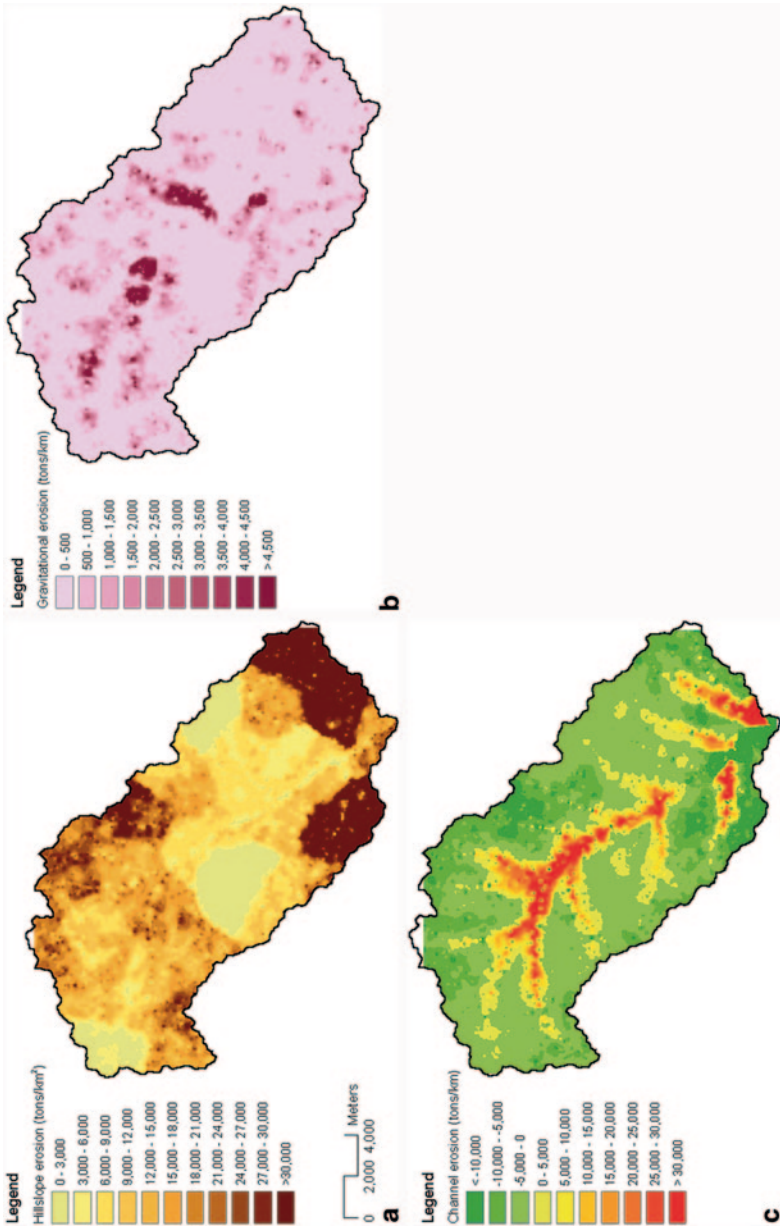 Legend
Hillslope erosion (tons/km²)
0 - 3,000
3,000 - 6,000
6,000 - 9,000
9,000 - 12,000
12,000 - 15,000
15,000 - 18,000
18,000 - 21,000
21,000 - 24,000
24,000 - 27,000
27,000 - 30,000
>30,000
0 2,000 4,000 Meters
a
Legend
Gravitational erosion (tons/km)
0 - 500
500 - 1,000
1,000 - 1,500
1,500 - 2,000
2,000 - 2,500
2,500 - 3,000
3,000 - 3,500
3,500 - 4,000
4,000 - 4,500
> 4,500
b
Legend
Channel erosion (tons/km)
< -10,000
-10,000 - -5,000
-5,000 - 0
0 - 5,000
5,000 - 10,000
10,000 - 15,000
15,000 - 20,000
20,000 - 25,000
25,000 - 30,000
> 30,000
c